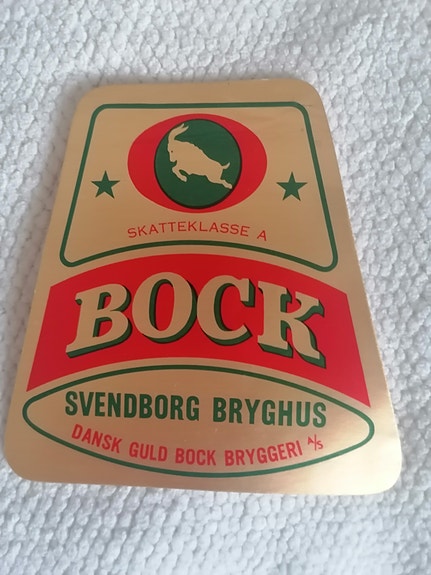 SKATTEKLASSE A
BOCK
SVENDBORG BRYGHUS
DANSK GULD BOCK BRYGGERI A/S